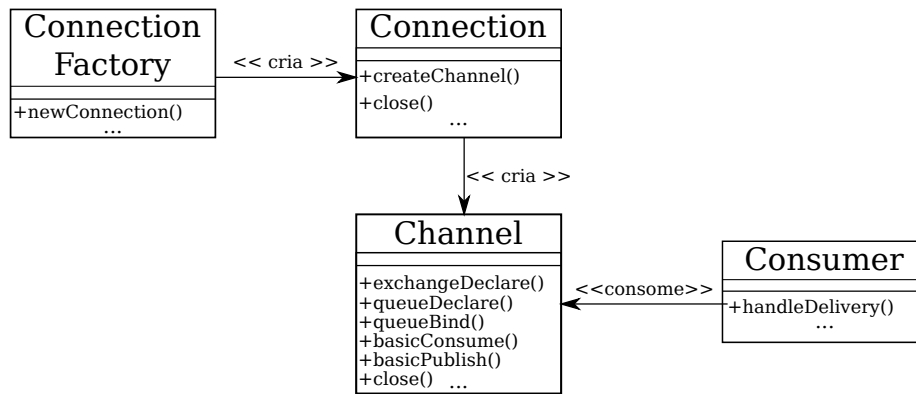 Connection
Factory
+newConnection()
...
<< cria >>
Connection
+createChannel()
+close()
...
<< cria >>
Channel
+exchangeDeclare()
+queueDeclare()
+queueBind()
+basicConsume()
+basicPublish()
+close() ...
<<consome>>
Consumer
+handleDelivery()
...